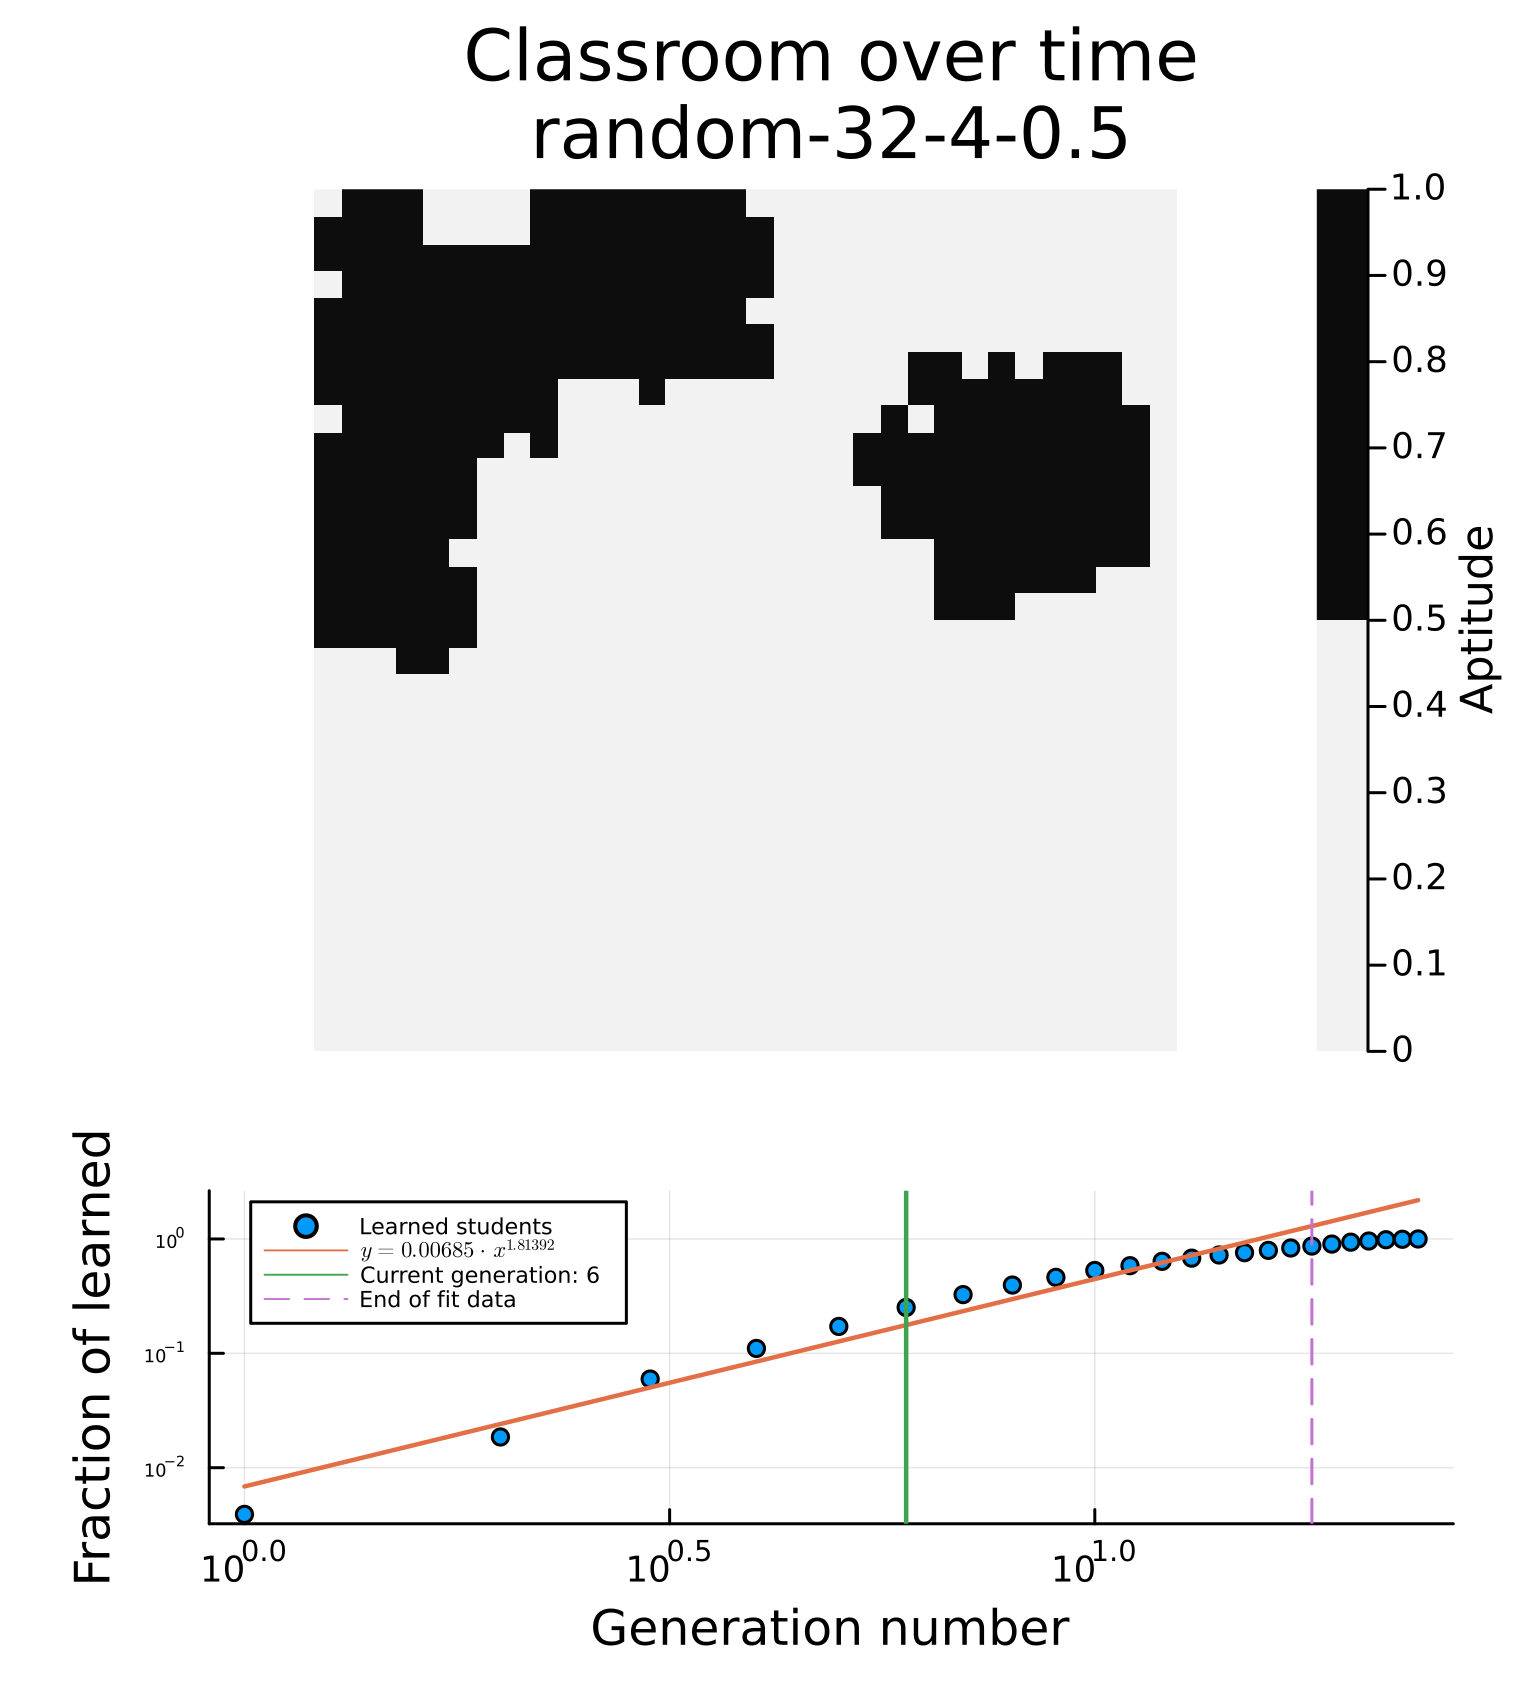 Classroom over time
random-32-4-0.5
1.0
0.9
0.8
0.7
0.6
0.5
0.4
0.3
0.2
0.1
0
Aptitude
Fraction of learned
10⁰
10⁻¹
10⁻²
Learned students
y = 0.00685 · x^1.81392
Current generation: 6
End of fit data
10^0.0
10^0.5
10^1.0
Generation number